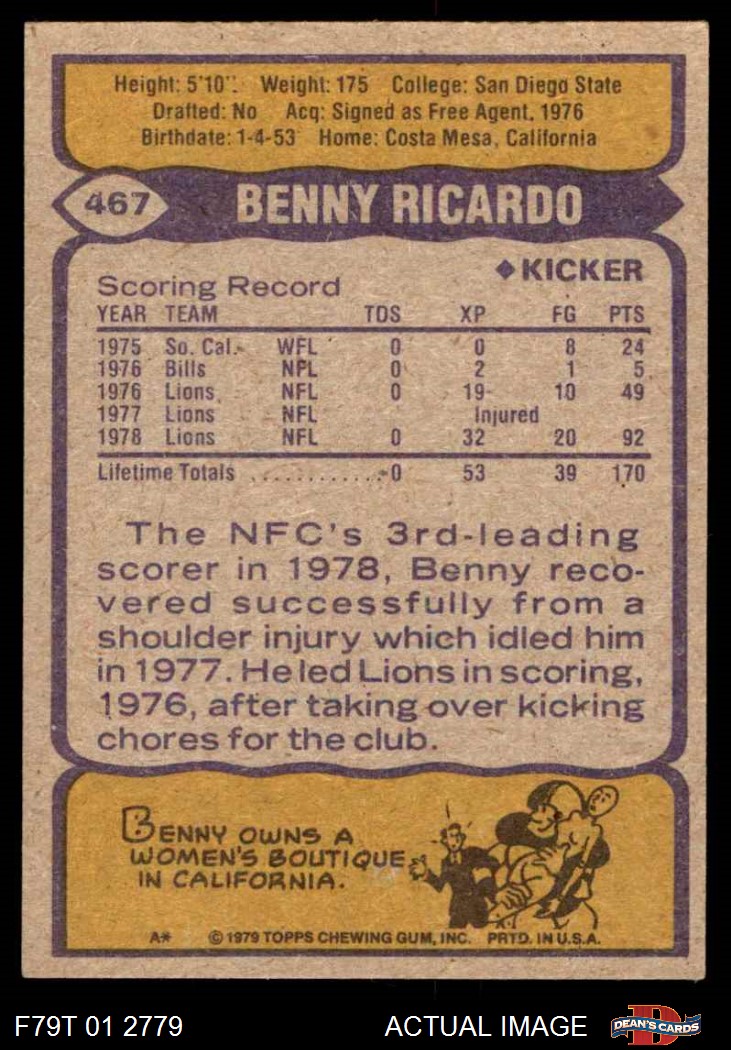 Height: 5'10". Weight: 175 College: San Diego State
Drafted: No Acq: Signed as Free Agent, 1976
Birthdate: 1-4-53 Home: Costa Mesa, California
467 BENNY RICARDO
◆KICKER
Scoring Record
YEAR TEAM TDS XP FG PTS
1975 So. Cal. WFL 0 0 8 24
1976 Bills NFL 0 2 1 5
1976 Lions NFL 0 19 10 49
1977 Lions NFL Injured
1978 Lions NFL 0 32 20 92
Lifetime Totals ............ 0 53 39 170
The NFC's 3rd-leading
scorer in 1978, Benny reco-
vered successfully from a
shoulder injury which idled him
in 1977. He led Lions in scoring,
1976, after taking over kicking
chores for the club.
BENNY OWNS A
WOMEN'S BOUTIQUE
IN CALIFORNIA.
A* © 1979 TOPPS CHEWING GUM, INC. PRTD. IN U.S.A.
F79T 01 2779 ACTUAL IMAGE D DEAN'S CARDS